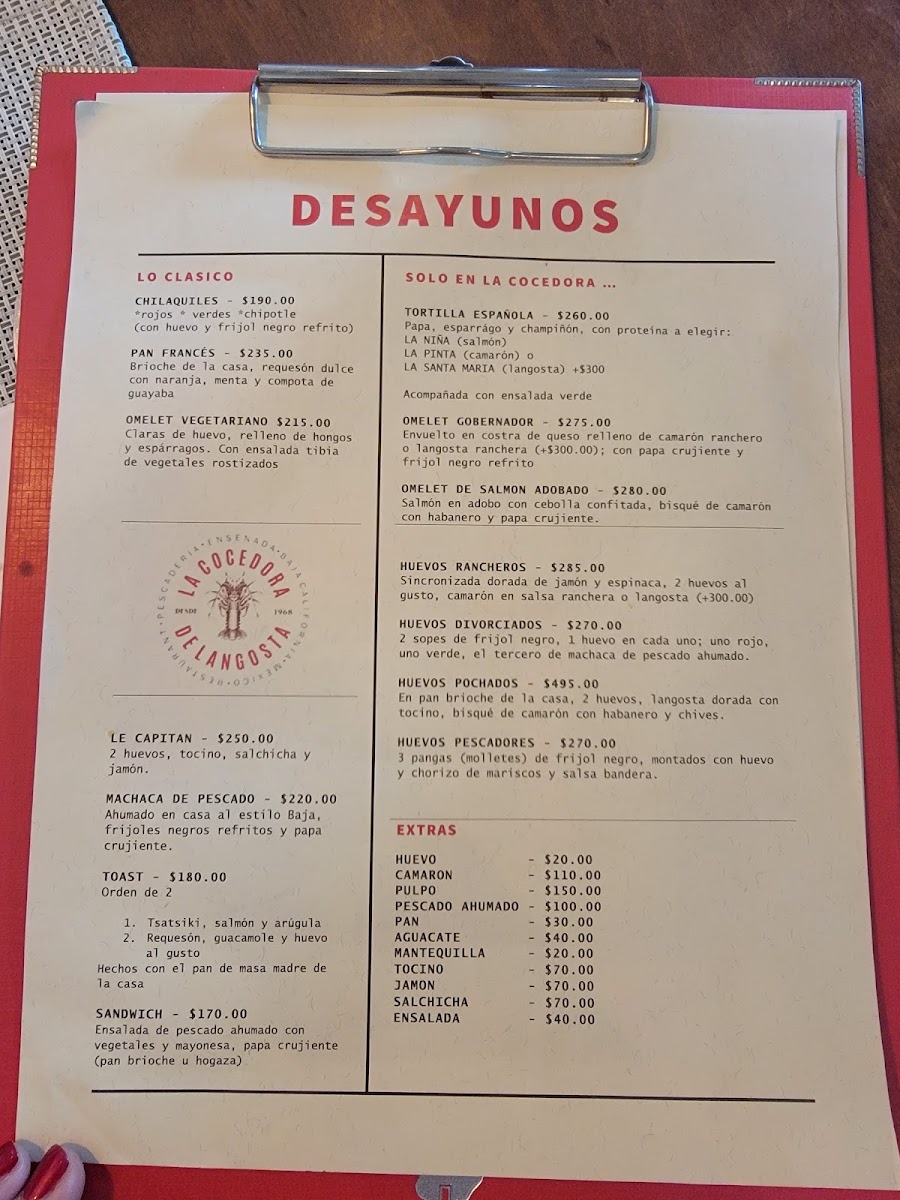 DESAYUNOS
LO CLASICO
CHILAQUILES - $190.00
*rojos * verdes *chipotle
(con huevo y frijol negro refrito)
PAN FRANCÉS - $235.00
Brioche de la casa, requesón dulce
con naranja, menta y compota de
guayaba
OMELET VEGETARIANO $215.00
Claras de huevo, relleno de hongos
y espárragos. Con ensalada tibia
de vegetales rostizados
RESTAURANT • PESCADERIA • ENSENADA • BAJA CALIFORNIA • MEXICO
LA COCEDORA
DESDE 1968
DE LANGOSTA
LE CAPITAN - $250.00
2 huevos, tocino, salchicha y
jamón.
MACHACA DE PESCADO - $220.00
Ahumado en casa al estilo Baja,
frijoles negros refritos y papa
crujiente.
TOAST - $180.00
Orden de 2
1. Tsatsiki, salmón y arúgula
2. Requesón, guacamole y huevo
al gusto
Hechos con el pan de masa madre de
la casa
SANDWICH - $170.00
Ensalada de pescado ahumado con
vegetales y mayonesa, papa crujiente
(pan brioche u hogaza)
SOLO EN LA COCEDORA ...
TORTILLA ESPAÑOLA - $260.00
Papa, esparrágo y champiñón, con proteína a elegir:
LA NIÑA (salmón)
LA PINTA (camarón) o
LA SANTA MARIA (langosta) +$300
Acompañada con ensalada verde
OMELET GOBERNADOR - $275.00
Envuelto en costra de queso relleno de camarón ranchero
o langosta ranchera (+$300.00); con papa crujiente y
frijol negro refrito
OMELET DE SALMON ADOBADO - $280.00
Salmón en adobo con cebolla confitada, bisqué de camarón
con habanero y papa crujiente.
HUEVOS RANCHEROS - $285.00
Sincronizada dorada de jamón y espinaca, 2 huevos al
gusto, camarón en salsa ranchera o langosta (+300.00)
HUEVOS DIVORCIADOS - $270.00
2 sopes de frijol negro, 1 huevo en cada uno; uno rojo,
uno verde, el tercero de machaca de pescado ahumado.
HUEVOS POCHADOS - $495.00
En pan brioche de la casa, 2 huevos, langosta dorada con
tocino, bisqué de camarón con habanero y chives.
HUEVOS PESCADORES - $270.00
3 pangas (molletes) de frijol negro, montados con huevo
y chorizo de mariscos y salsa bandera.
EXTRAS
HUEVO - $20.00
CAMARON - $110.00
PULPO - $150.00
PESCADO AHUMADO - $100.00
PAN - $30.00
AGUACATE - $40.00
MANTEQUILLA - $20.00
TOCINO - $70.00
JAMON - $70.00
SALCHICHA - $70.00
ENSALADA - $40.00